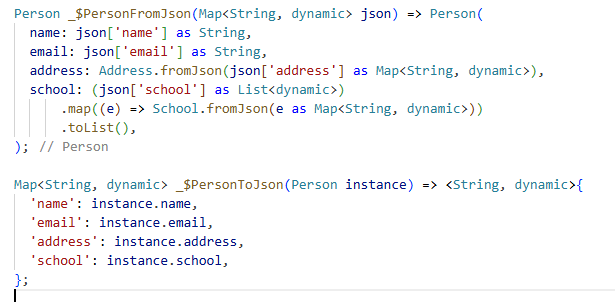 Person _$PersonFromJson(Map<String, dynamic> json) => Person(
  name: json['name'] as String,
  email: json['email'] as String,
  address: Address.fromJson(json['address'] as Map<String, dynamic>),
  school: (json['school'] as List<dynamic>)
      .map((e) => School.fromJson(e as Map<String, dynamic>))
      .toList(),
); // Person

Map<String, dynamic> _$PersonToJson(Person instance) => <String, dynamic>{
  'name': instance.name,
  'email': instance.email,
  'address': instance.address,
  'school': instance.school,
};